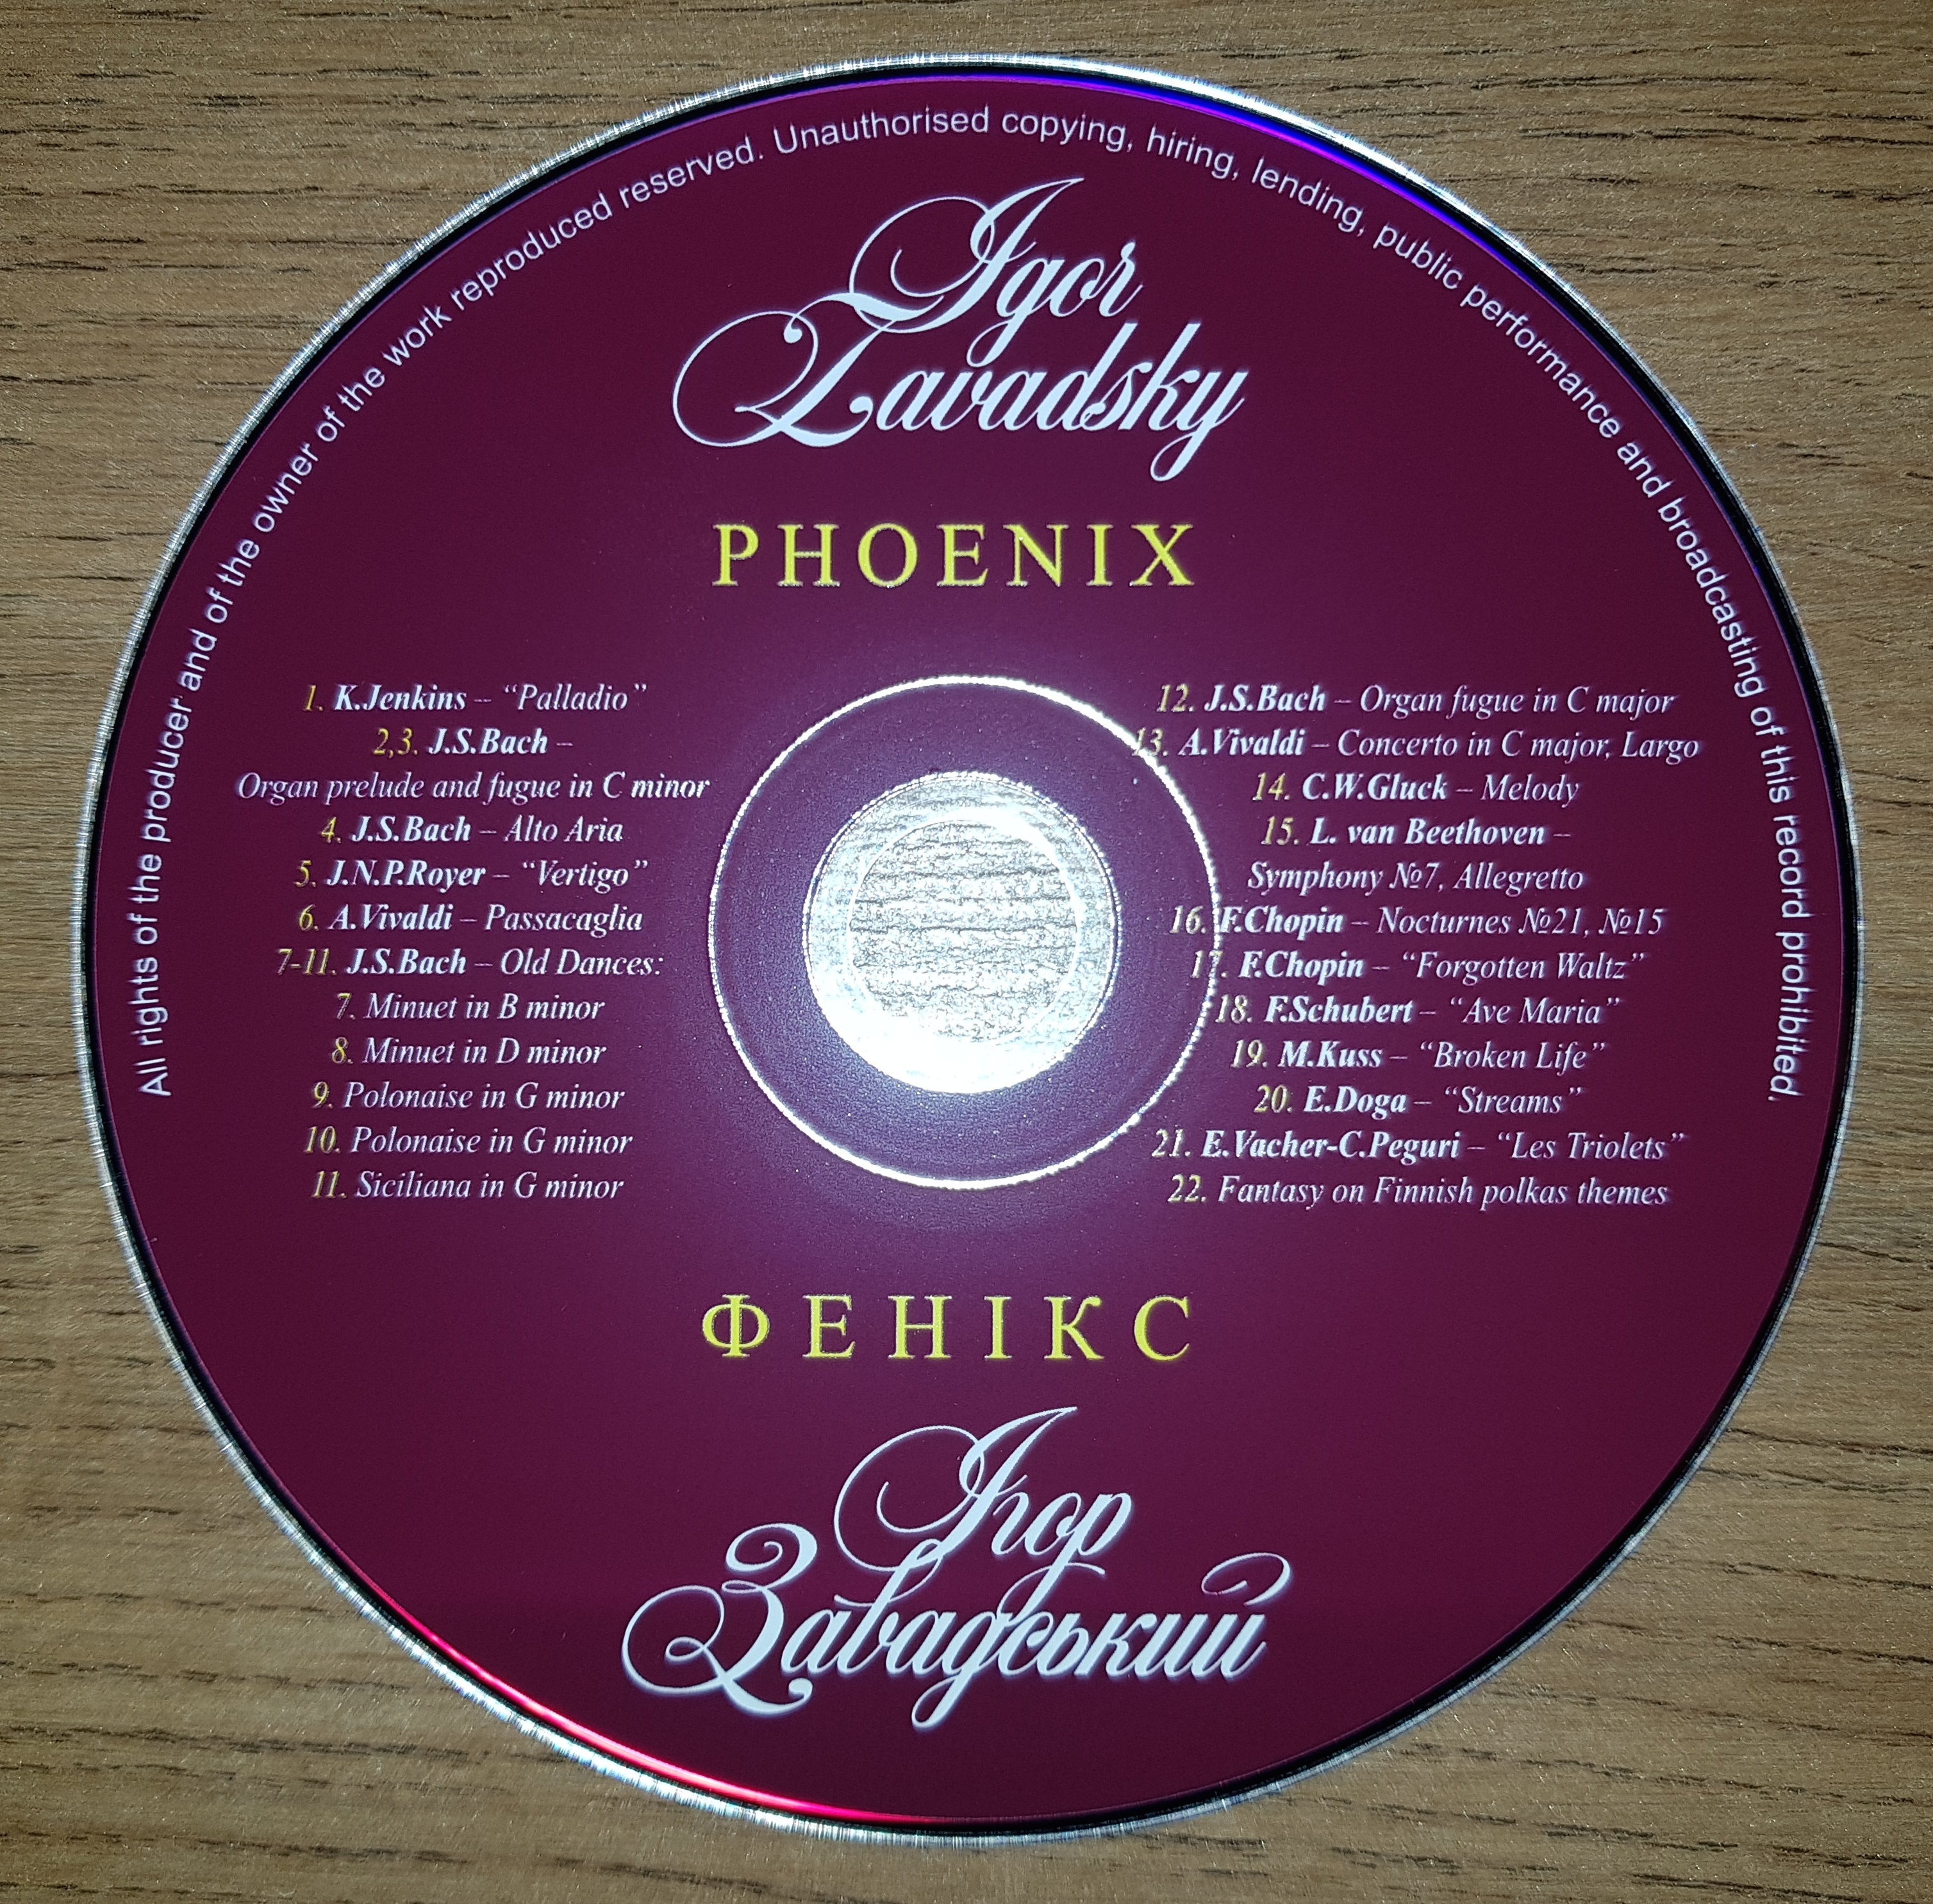 All rights of the producer and of the owner of the work reproduced reserved. Unauthorised copying, hiring, lending, public performance and broadcasting of this record prohibited.
Igor
Zavadsky
PHOENIX
1. K.Jenkins – “Palladio”
2,3. J.S.Bach –
Organ prelude and fugue in C minor
4. J.S.Bach – Alto Aria
5. J.N.P.Royer – “Vertigo”
6. A.Vivaldi – Passacaglia
7-11. J.S.Bach – Old Dances:
7. Minuet in B minor
8. Minuet in D minor
9. Polonaise in G minor
10. Polonaise in G minor
11. Siciliana in G minor
12. J.S.Bach – Organ fugue in C major
13. A.Vivaldi – Concerto in C major, Largo
14. C.W.Gluck – Melody
15. L. van Beethoven –
Symphony №7, Allegretto
16. F.Chopin – Nocturnes №21, №15
17. F.Chopin – “Forgotten Waltz”
18. F.Schubert – “Ave Maria”
19. M.Kuss – “Broken Life”
20. E.Doga – “Streams”
21. E.Vacher-C.Peguri – “Les Triolets”
22. Fantasy on Finnish polkas themes
ФЕНІКС
Ігор
Завадський